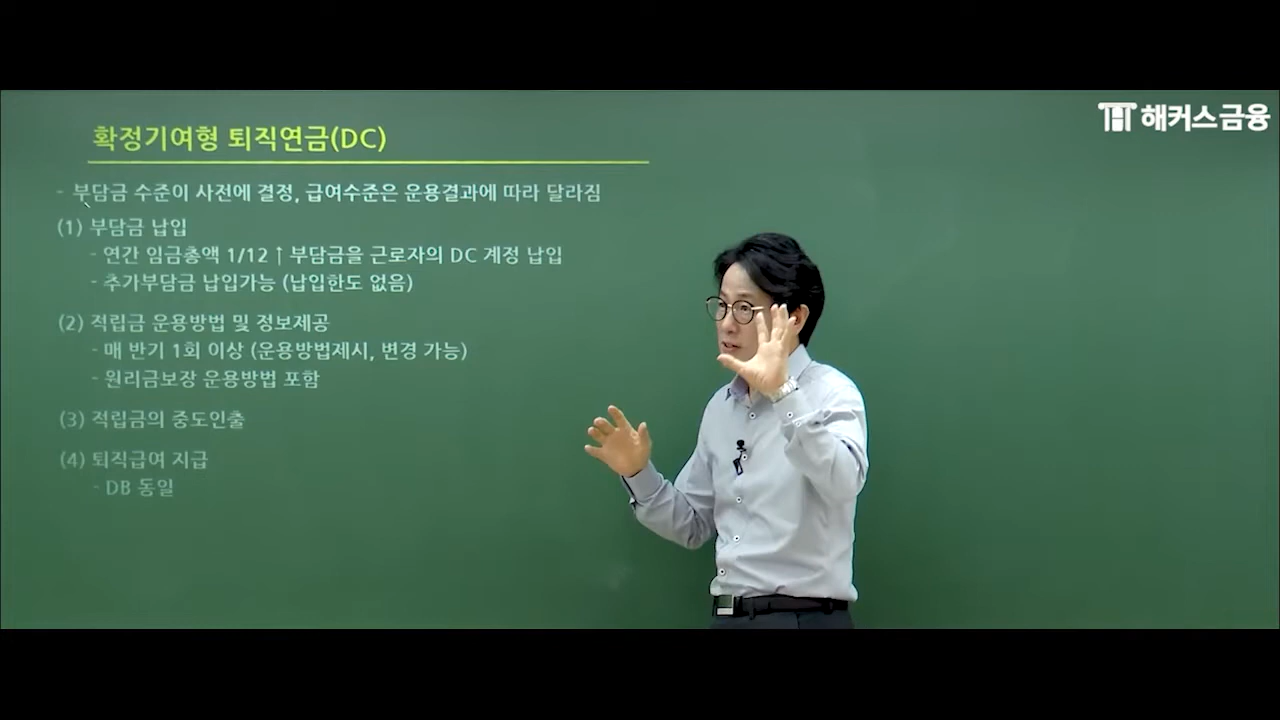 해커스금융
확정기여형 퇴직연금(DC)
- 부담금 수준이 사전에 결정, 급여수준은 운용결과에 따라 달라짐
(1) 부담금 납입
- 연간 임금총액 1/12↑ 부담금을 근로자의 DC 계정 납입
- 추가부담금 납입가능 (납입한도 없음)
(2) 적립금 운용방법 및 정보제공
- 매 반기 1회 이상 (운용방법제시, 변경 가능)
- 원리금보장 운용방법 포함
(3) 적립금의 중도인출
(4) 퇴직급여 지급
- DB 동일